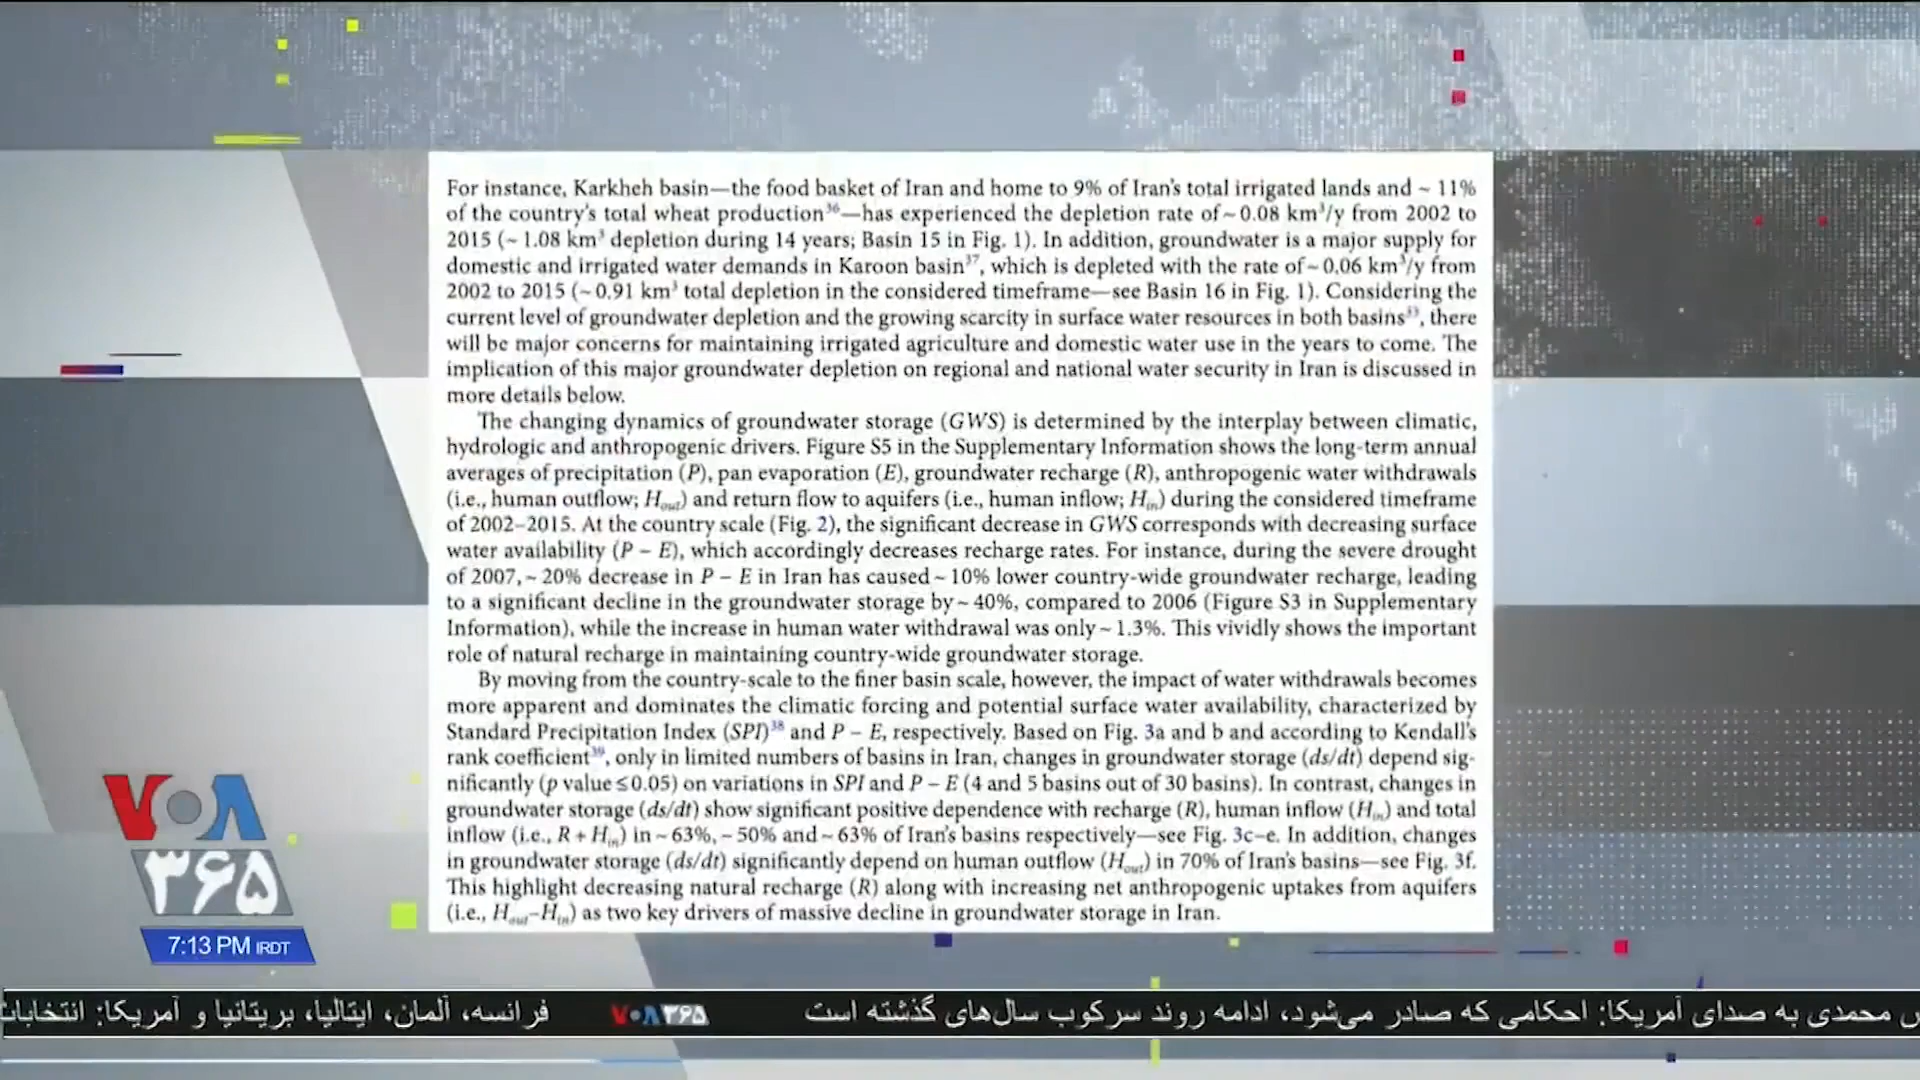 For instance, Karkheh basin—the food basket of Iran and home to 9% of Iran's total irrigated lands and ~ 11%
of the country's total wheat production³⁶—has experienced the depletion rate of ~ 0.08 km³/y from 2002 to
2015 (~ 1.08 km³ depletion during 14 years; Basin 15 in Fig. 1). In addition, groundwater is a major supply for
domestic and irrigated water demands in Karoon basin³⁷, which is depleted with the rate of ~ 0.06 km³/y from
2002 to 2015 (~ 0.91 km³ total depletion in the considered timeframe—see Basin 16 in Fig. 1). Considering the
current level of groundwater depletion and the growing scarcity in surface water resources in both basins, there
will be major concerns for maintaining irrigated agriculture and domestic water use in the years to come. The
implication of this major groundwater depletion on regional and national water security in Iran is discussed in
more details below.
The changing dynamics of groundwater storage (GWS) is determined by the interplay between climatic,
hydrologic and anthropogenic drivers. Figure S5 in the Supplementary Information shows the long-term annual
averages of precipitation (P), pan evaporation (E), groundwater recharge (R), anthropogenic water withdrawals
(i.e., human outflow; H_out) and return flow to aquifers (i.e., human inflow; H_in) during the considered timeframe
of 2002–2015. At the country scale (Fig. 2), the significant decrease in GWS corresponds with decreasing surface
water availability (P − E), which accordingly decreases recharge rates. For instance, during the severe drought
of 2007, ~ 20% decrease in P − E in Iran has caused ~ 10% lower country-wide groundwater recharge, leading
to a significant decline in the groundwater storage by ~ 40%, compared to 2006 (Figure S3 in Supplementary
Information), while the increase in human water withdrawal was only ~ 1.3%. This vividly shows the important
role of natural recharge in maintaining country-wide groundwater storage.
By moving from the country-scale to the finer basin scale, however, the impact of water withdrawals becomes
more apparent and dominates the climatic forcing and potential surface water availability, characterized by
Standard Precipitation Index (SPI)³⁸ and P − E, respectively. Based on Fig. 3a and b and according to Kendall's
rank coefficient³⁹, only in limited numbers of basins in Iran, changes in groundwater storage (ds/dt) depend sig-
nificantly (p value ≤ 0.05) on variations in SPI and P − E (4 and 5 basins out of 30 basins). In contrast, changes in
groundwater storage (ds/dt) show significant positive dependence with recharge (R), human inflow (H_in) and total
inflow (i.e., R + H_in) in ~ 63%, ~ 50% and ~ 63% of Iran's basins respectively—see Fig. 3c–e. In addition, changes
in groundwater storage (ds/dt) significantly depend on human outflow (H_out) in 70% of Iran's basins—see Fig. 3f.
This highlight decreasing natural recharge (R) along with increasing net anthropogenic uptakes from aquifers
(i.e., H_out–H_in) as two key drivers of massive decline in groundwater storage in Iran.
VOA
۳۶۵
7:13 PM IRDT
محمدی به صدای آمریکا: احکامی که صادر می‌شود، ادامه روند سرکوب سال‌های گذشته است VOA۳۶۵ فرانسه، آلمان، ایتالیا، بریتانیا و آمریکا: انتخابات